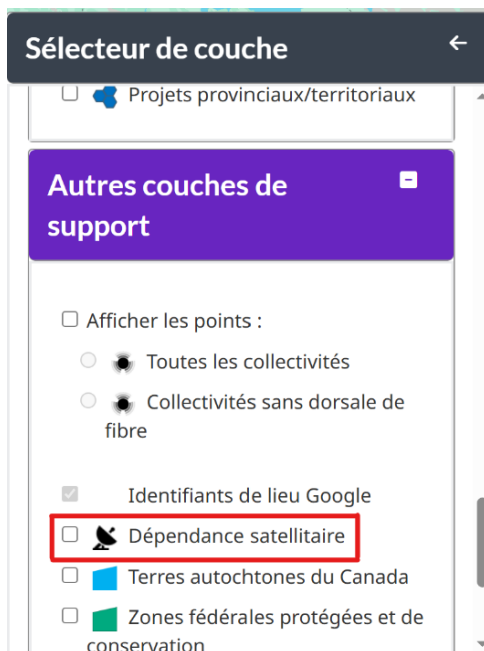 Sélecteur de couche
Projets provinciaux/territoriaux
Autres couches de
support
Afficher les points :
Toutes les collectivités
Collectivités sans dorsale de
fibre
Identifiants de lieu Google
Dépendance satellitaire
Terres autochtones du Canada
Zones fédérales protégées et de
conservation